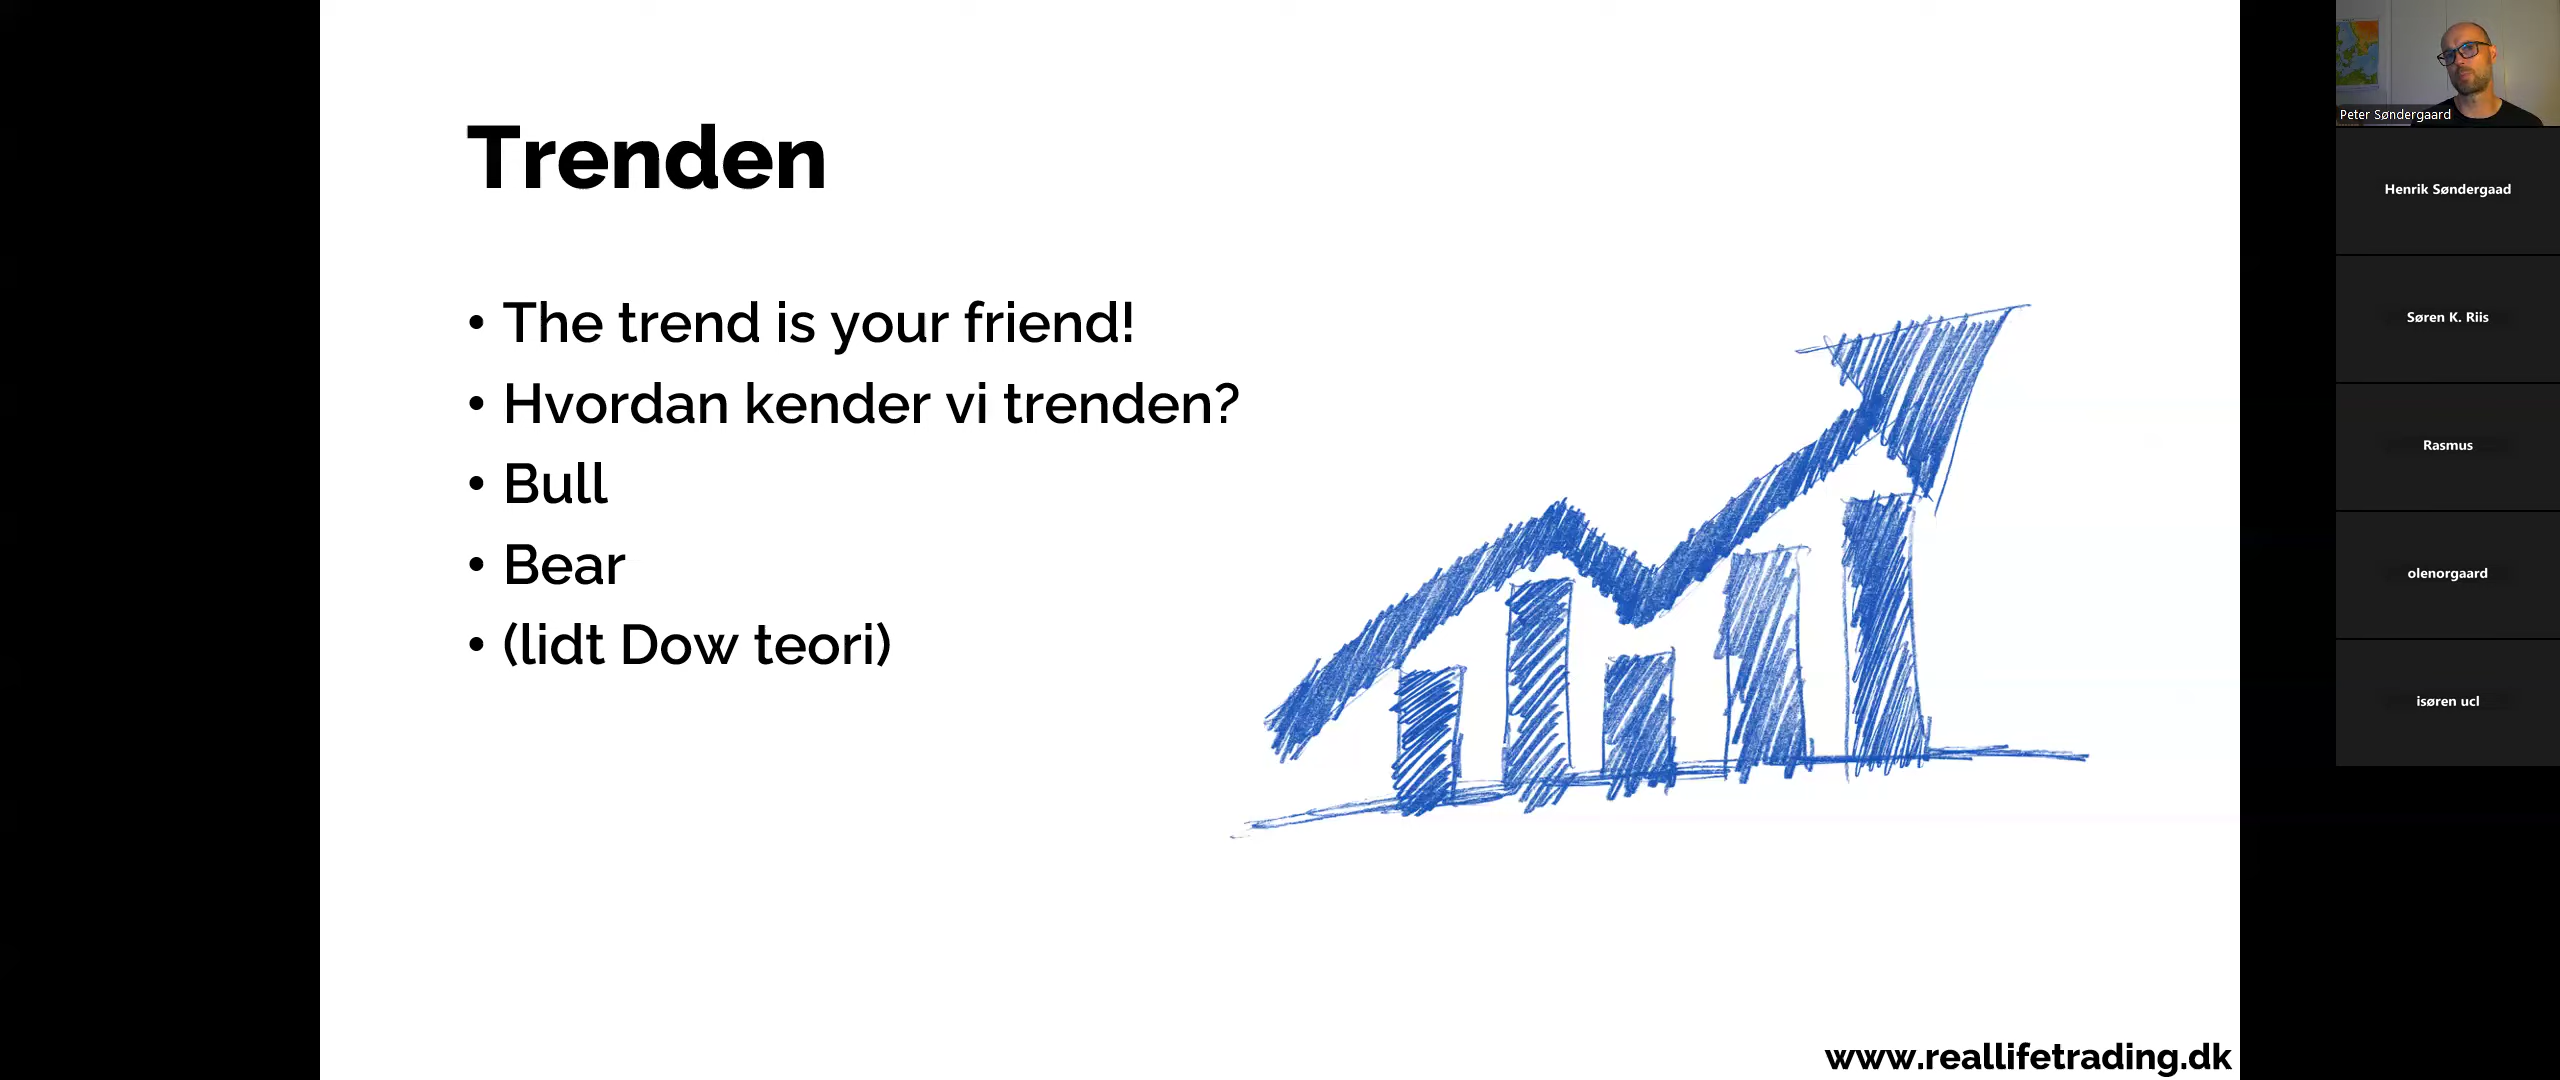 Trenden
• The trend is your friend!
• Hvordan kender vi trenden?
• Bull
• Bear
• (lidt Dow teori)
www.reallifetrading.dk
Peter Søndergaard
Henrik Søndergaad
Søren K. Riis
Rasmus
olenorgaard
isøren ucl